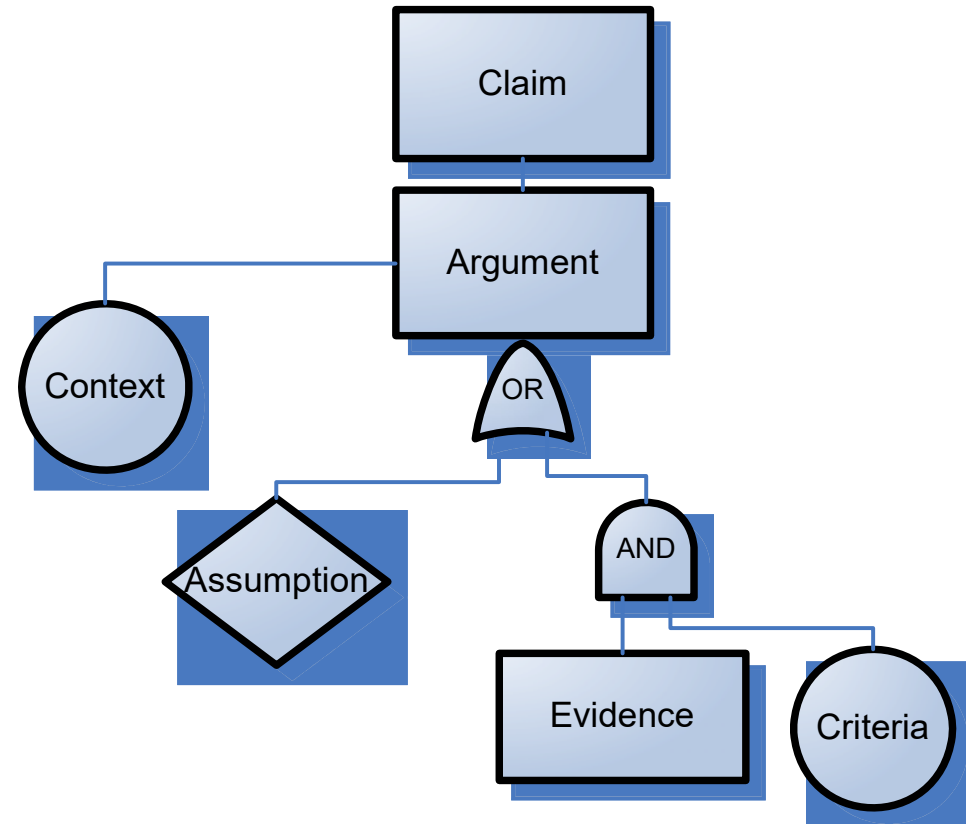 Claim
Argument
Context
OR
Assumption
AND
Evidence
Criteria